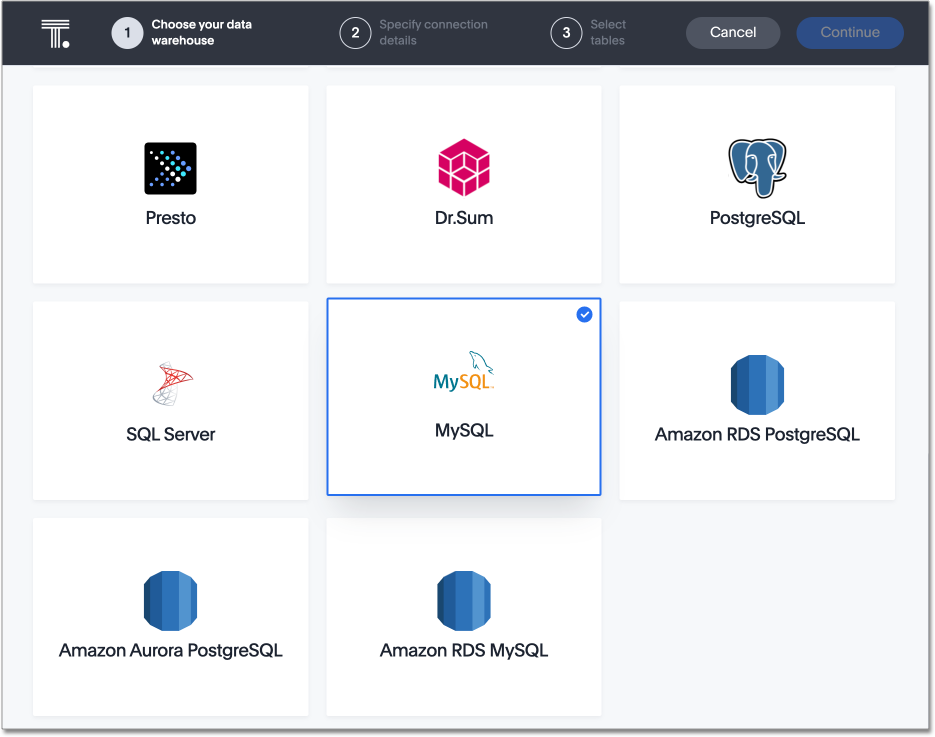 T.
1
Choose your data
warehouse
2
Specify connection
details
3
Select
tables
Cancel
Continue
Presto
Dr.Sum
PostgreSQL
SQL Server
MySQL.
MySQL
Amazon RDS PostgreSQL
Amazon Aurora PostgreSQL
Amazon RDS MySQL